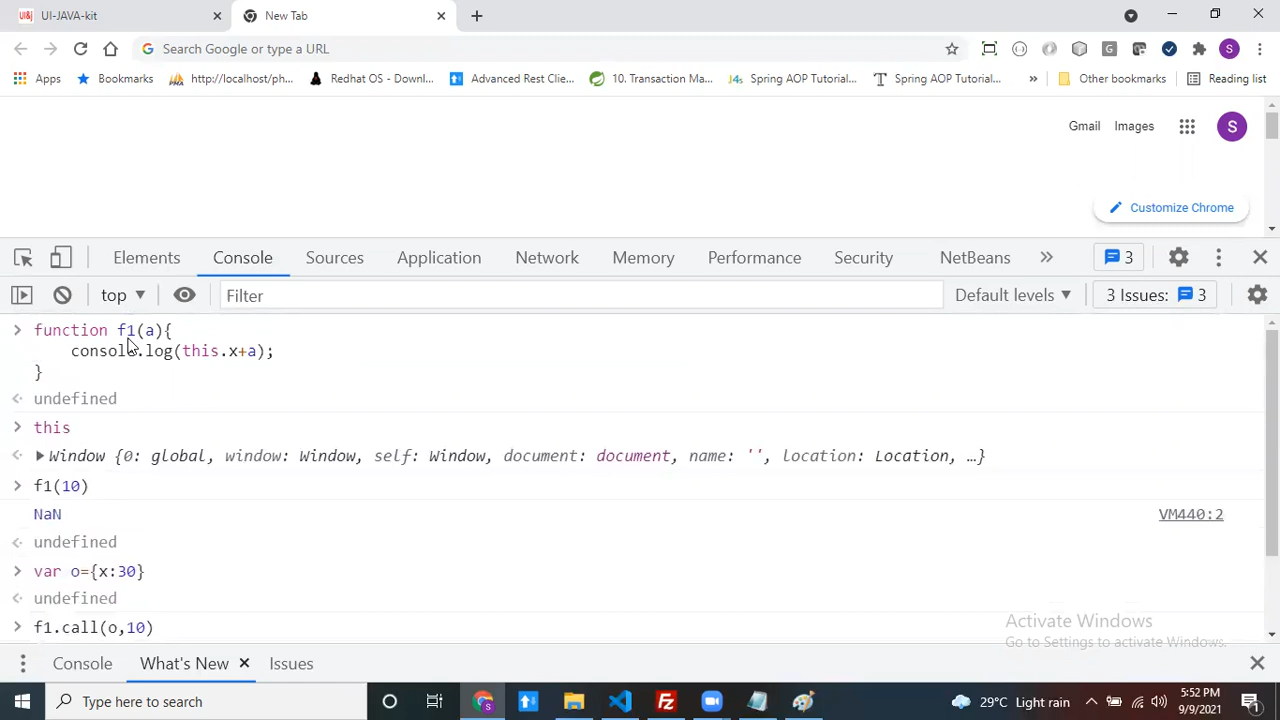 UI-JAVA-kit
New Tab
Search Google or type a URL
S
Apps
Bookmarks
http://localhost/ph...
Redhat OS - Downl...
Advanced Rest Clie...
10. Transaction Ma...
J4s
Spring AOP Tutorial...
T
Spring AOP Tutorial...
»
Other bookmarks
Reading list
Gmail
Images
S
Customize Chrome
Elements
Console
Sources
Application
Network
Memory
Performance
Security
NetBeans
»
3
top ▼
Filter
Default levels ▼
3 Issues: 3
> function f1(a){
console.log(this.x+a);
}
undefined
> this
Window {0: global, window: Window, self: Window, document: document, name: '', location: Location, …}
> f1(10)
NaN VM440:2
undefined
> var o={x:30}
undefined
> f1.call(o,10)
Activate Windows
Go to Settings to activate Windows.
Console
What's New
Issues
Type here to search
29°C Light rain
5:52 PM
9/9/2021
1